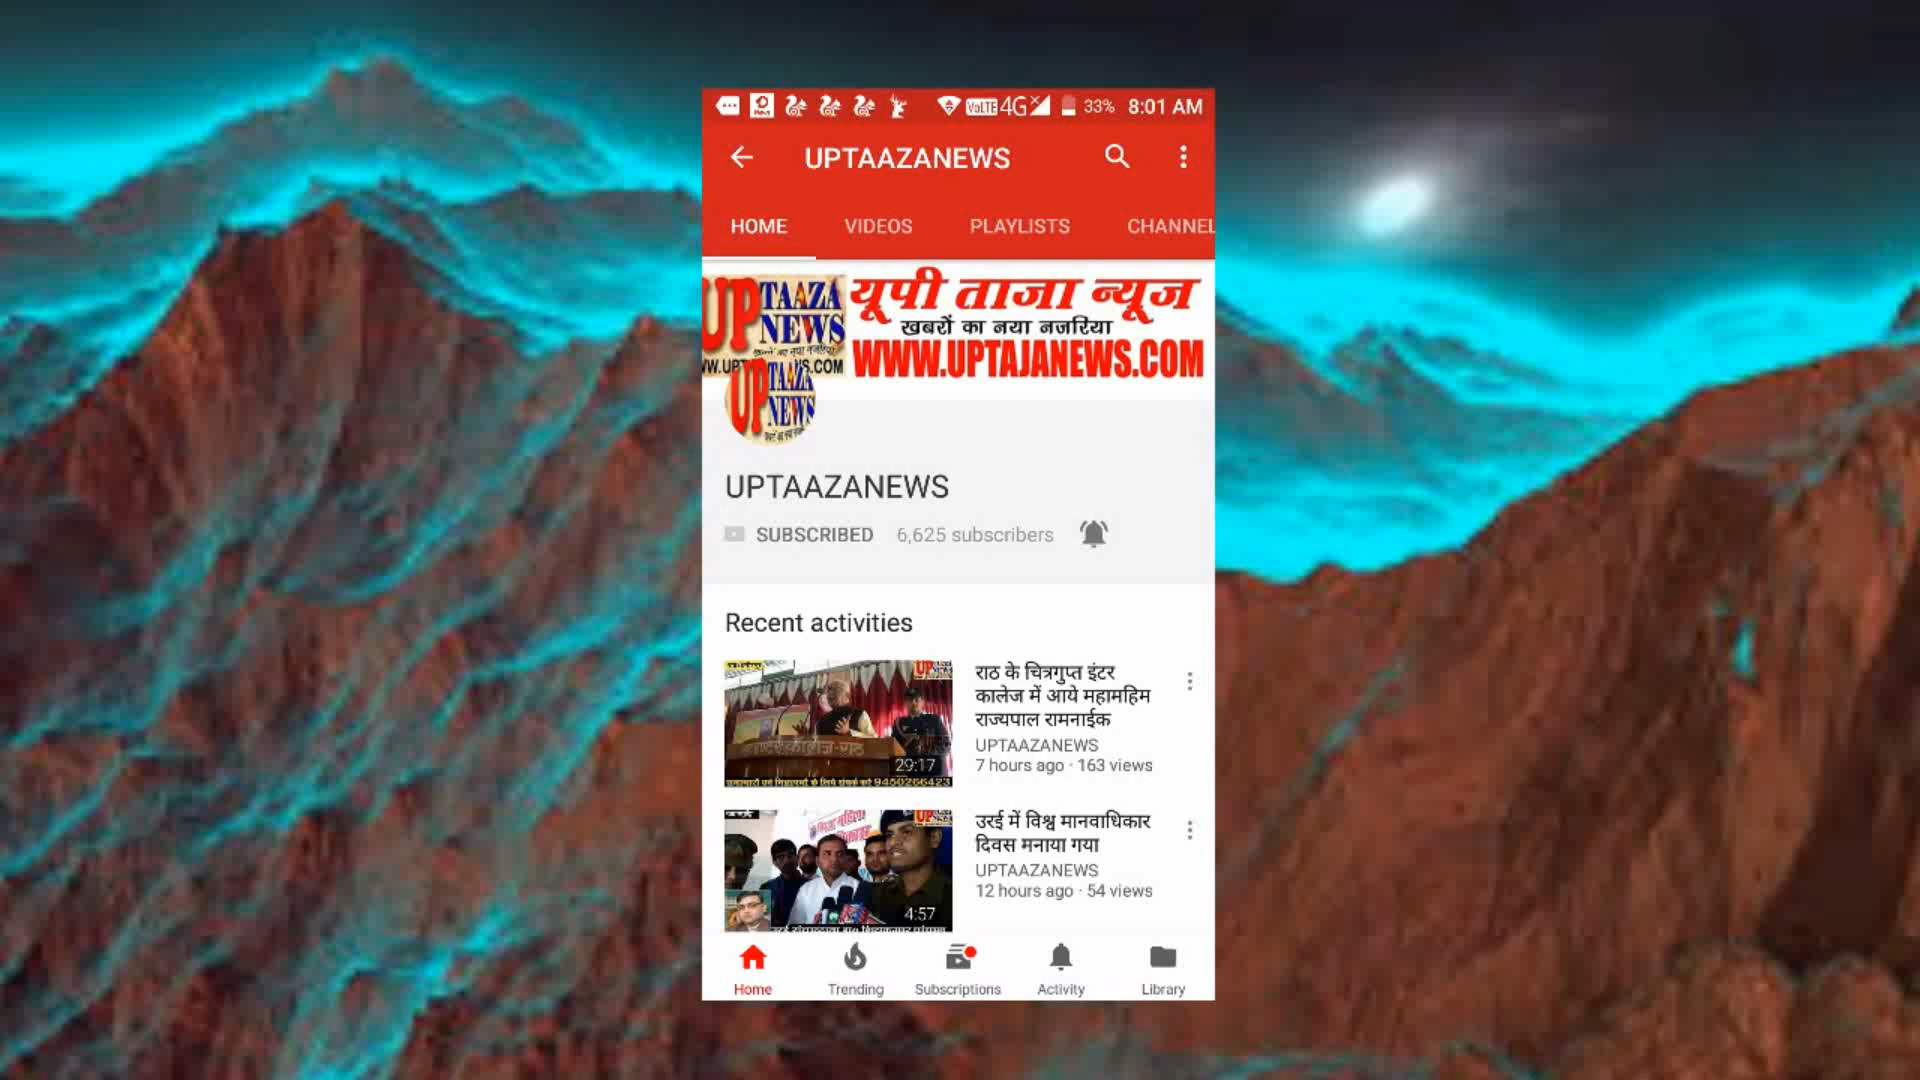 VoLTE 4G 33% 8:01 AM
UPTAAZANEWS
HOME VIDEOS PLAYLISTS CHANNEL
UP TAAZA NEWS
यूपी ताजा न्यूज
खबरों का नया नजरिया
WWW.UPTAJANEWS.COM
UP TAAZA NEWS
UPTAAZANEWS
SUBSCRIBED 6,625 subscribers
Recent activities
राठ के चित्रगुप्त इंटर
कालेज में आये महामहिम
राज्यपाल रामनाईक
UPTAAZANEWS
7 hours ago · 163 views
29:17
उरई में विश्व मानवाधिकार
दिवस मनाया गया
UPTAAZANEWS
12 hours ago · 54 views
4:57
Home Trending Subscriptions Activity Library